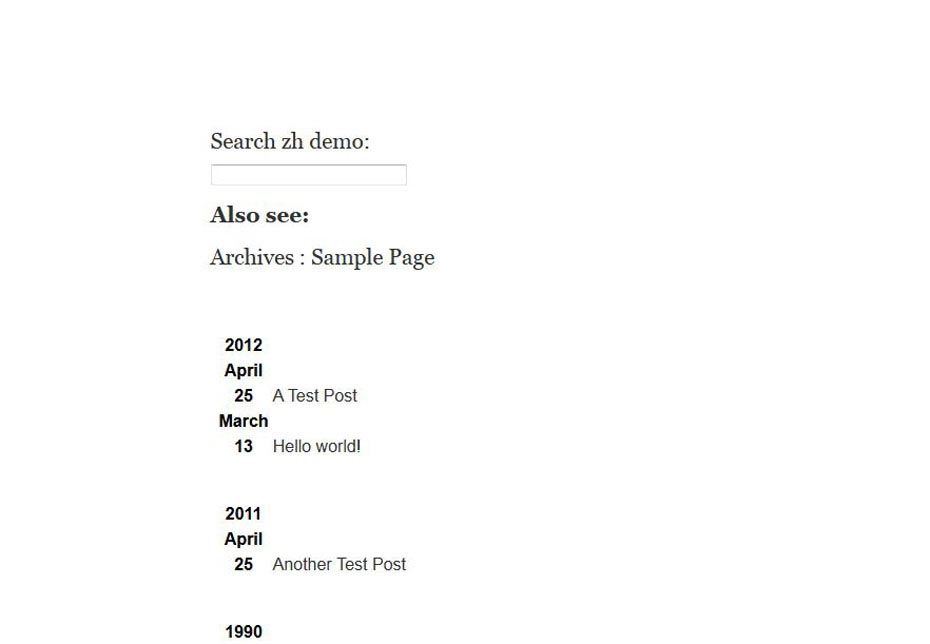 Search zh demo:
Also see:
Archives : Sample Page
2012
April
25 A Test Post
March
13 Hello world!
2011
April
25 Another Test Post
1990